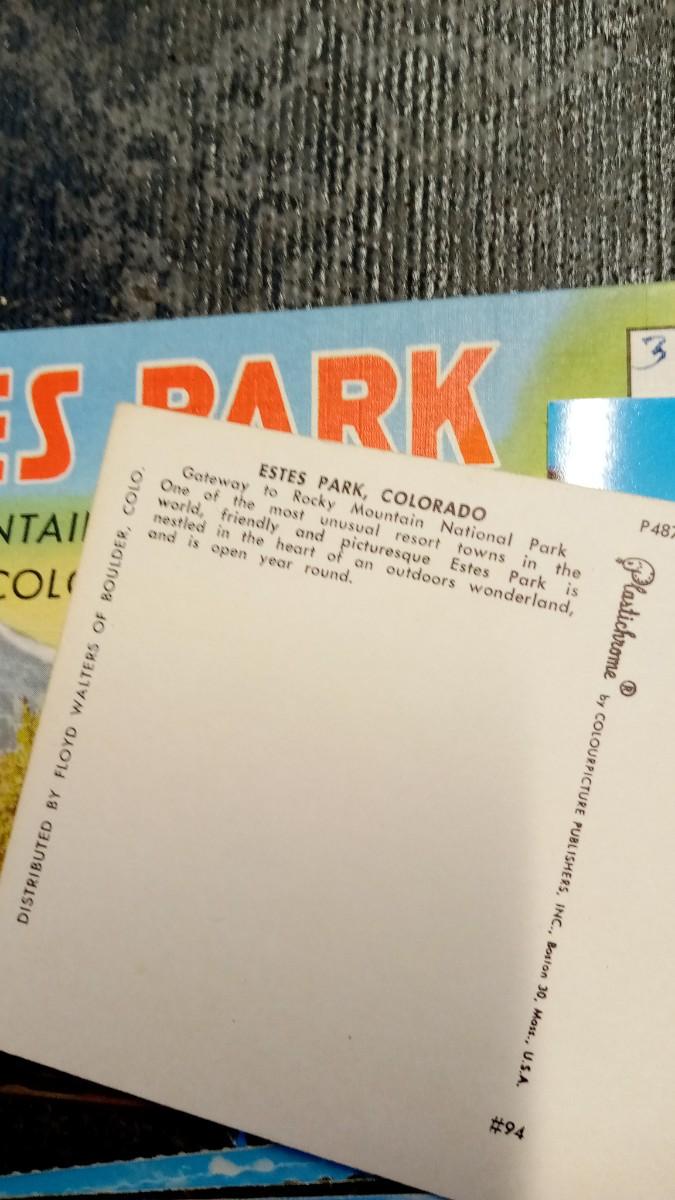 ES PARK
NTAI
COLO
3
ESTES PARK, COLORADO
Gateway to Rocky Mountain National Park
One of the most unusual resort towns in the
world, friendly and picturesque Estes Park is
nestled in the heart of an outdoors wonderland,
and is open year round.
DISTRIBUTED BY FLOYD WALTERS OF BOULDER, COLO.
P487
Plastichrome ® by COLOURPICTURE PUBLISHERS, INC., Boston 30, Mass., U.S.A.
#94